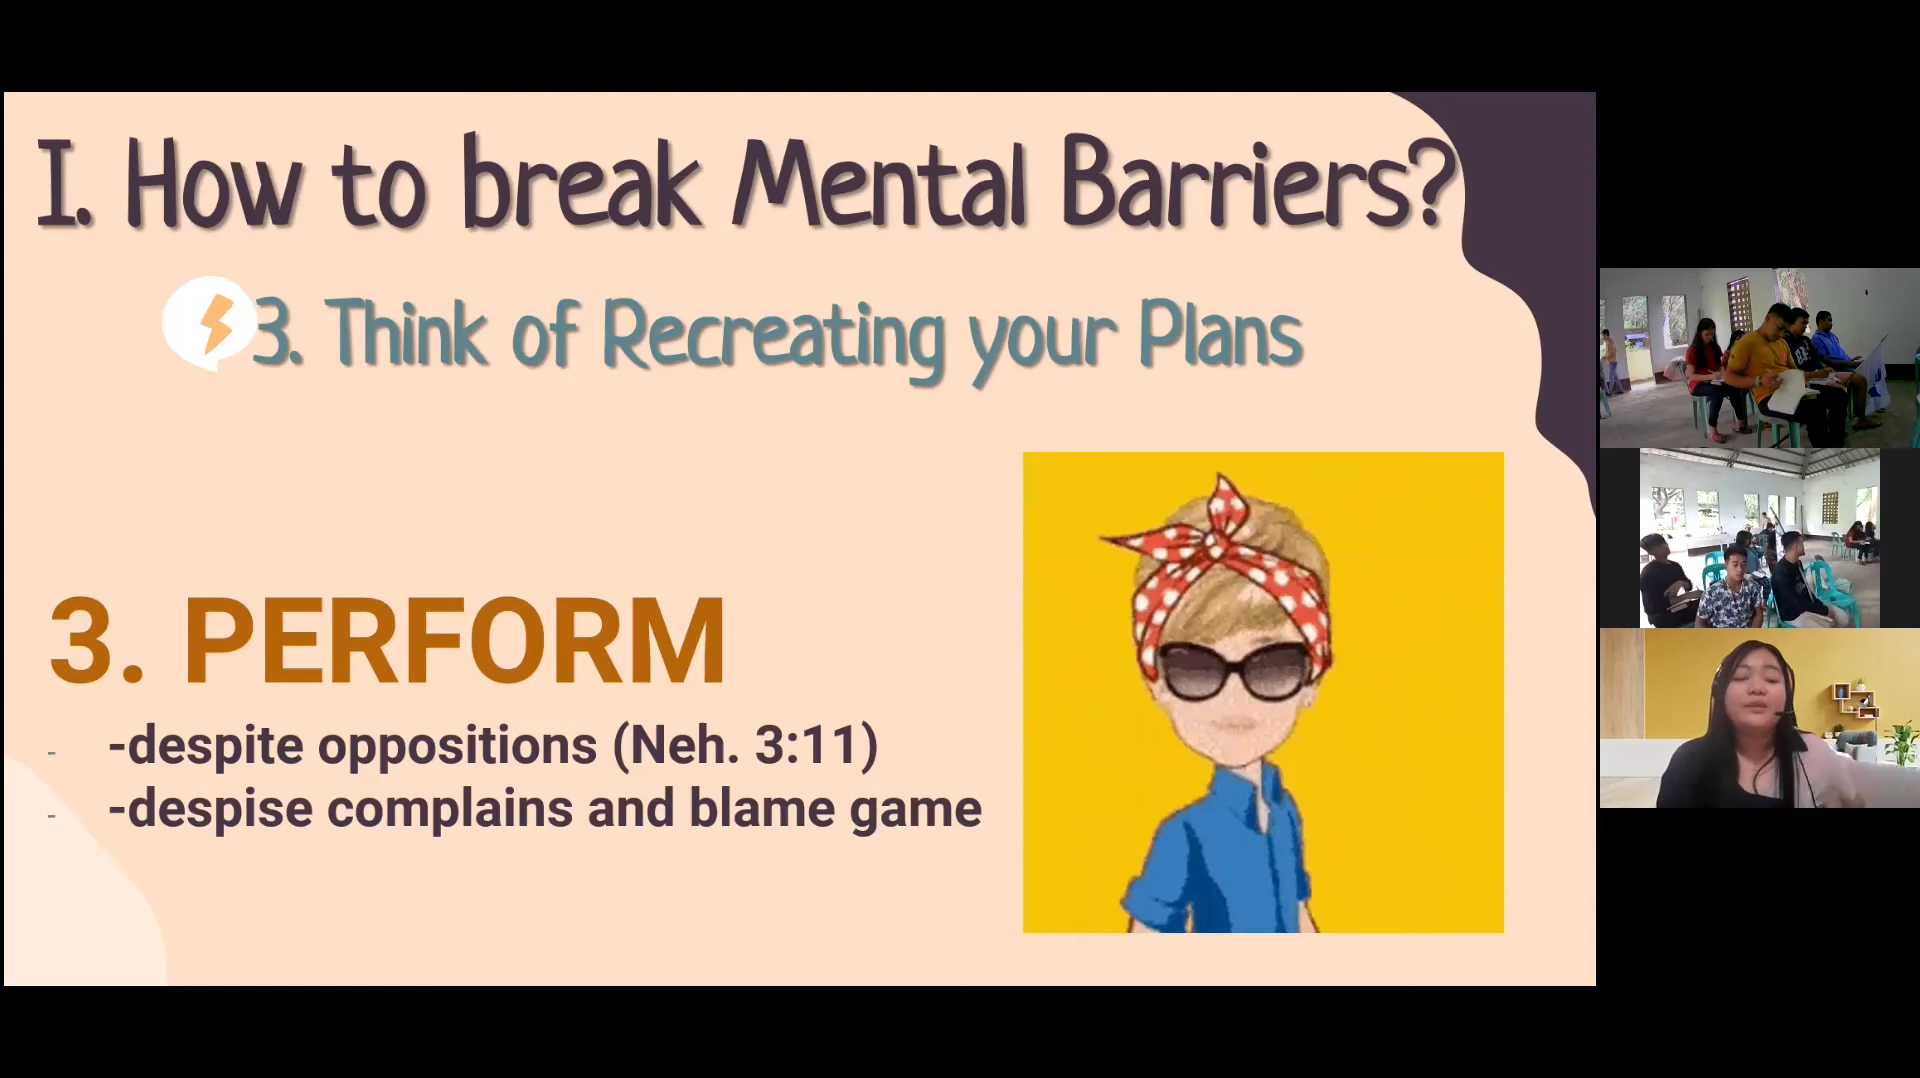 I. How to break Mental Barriers?
3. Think of Recreating your Plans
3. PERFORM
- -despite oppositions (Neh. 3:11)
- -despise complains and blame game